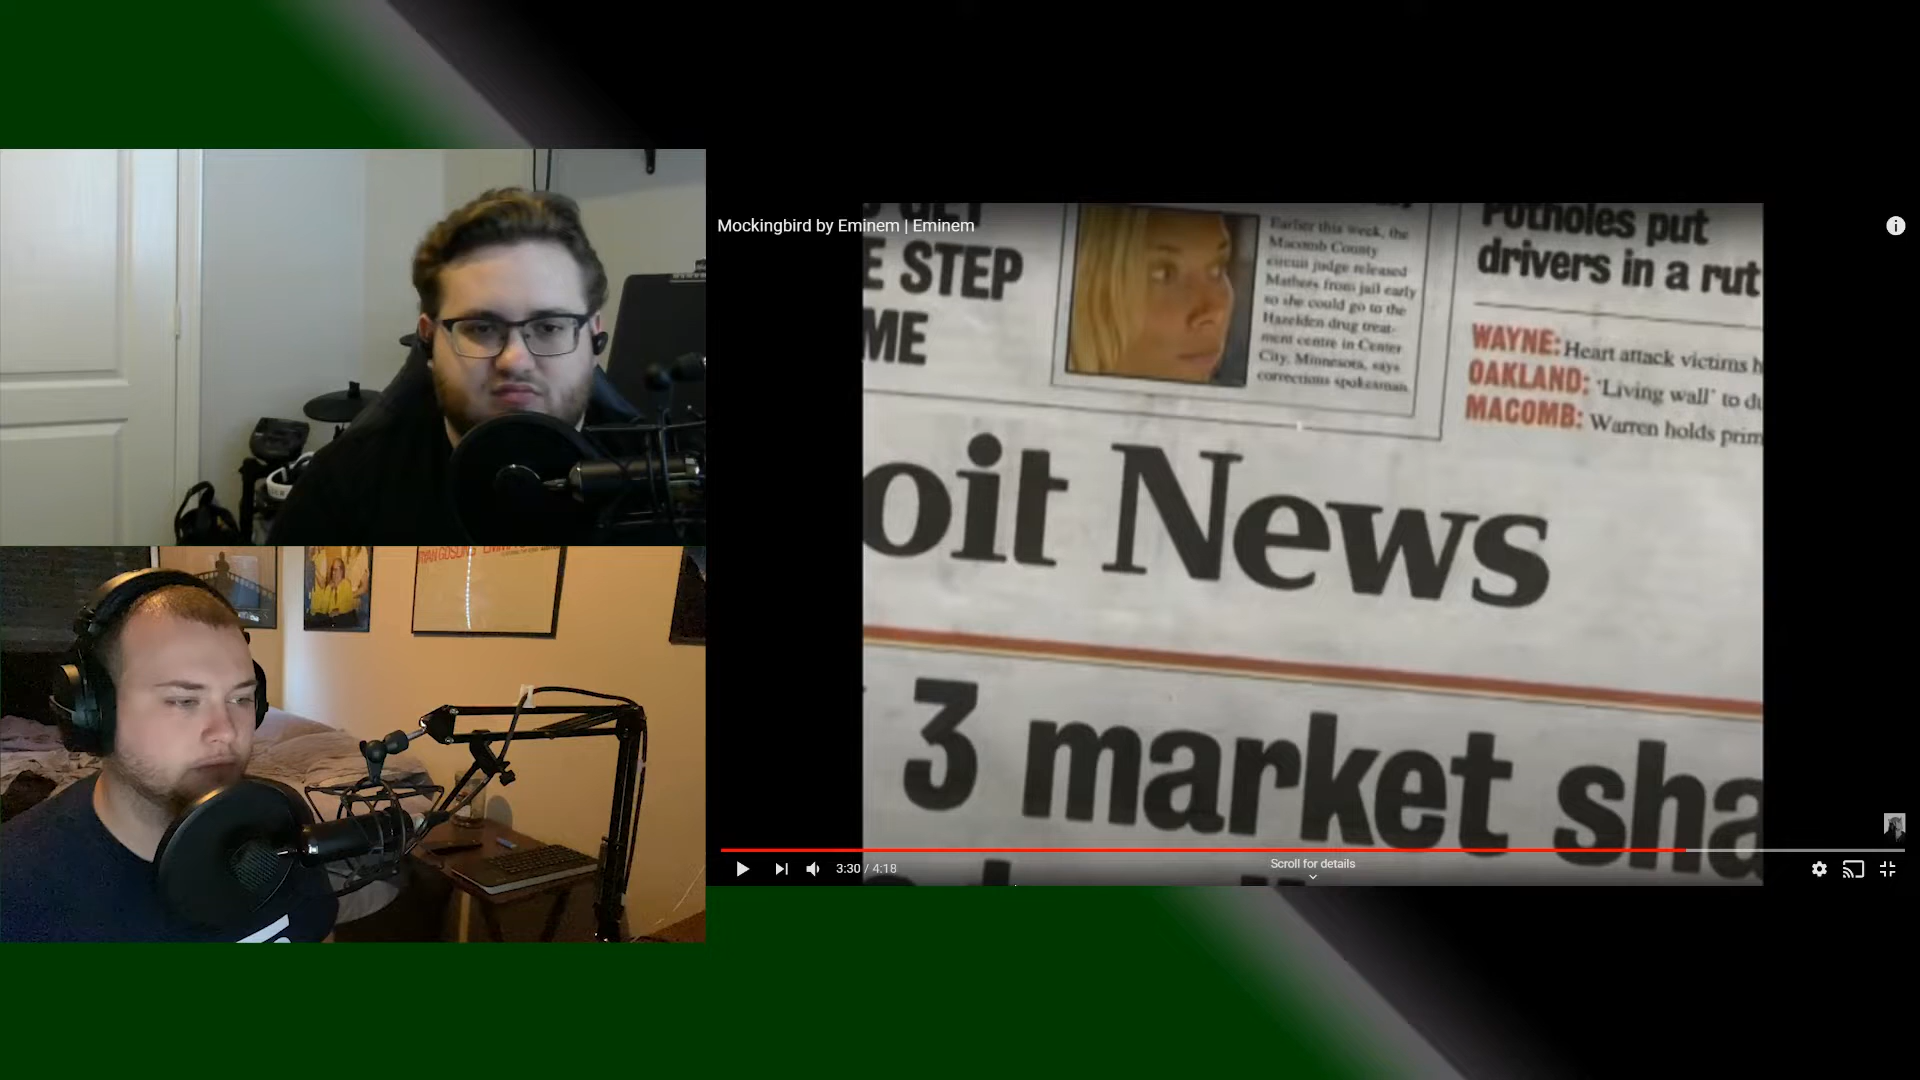 Mockingbird by Eminem | Eminem
E STEP
ME
Earlier this week, the
Macomb County
circuit judge released
Mathers from jail early
so she could go to the
Hazelden drug treat-
ment centre in Center
City, Minnesota, says
corrections spokesman
Potholes put
drivers in a rut
WAYNE: Heart attack victims h
OAKLAND: 'Living wall' to du
MACOMB: Warren holds prim
oit News
3 market sha
RYAN GOSLING
3:30 / 4:18
Scroll for details